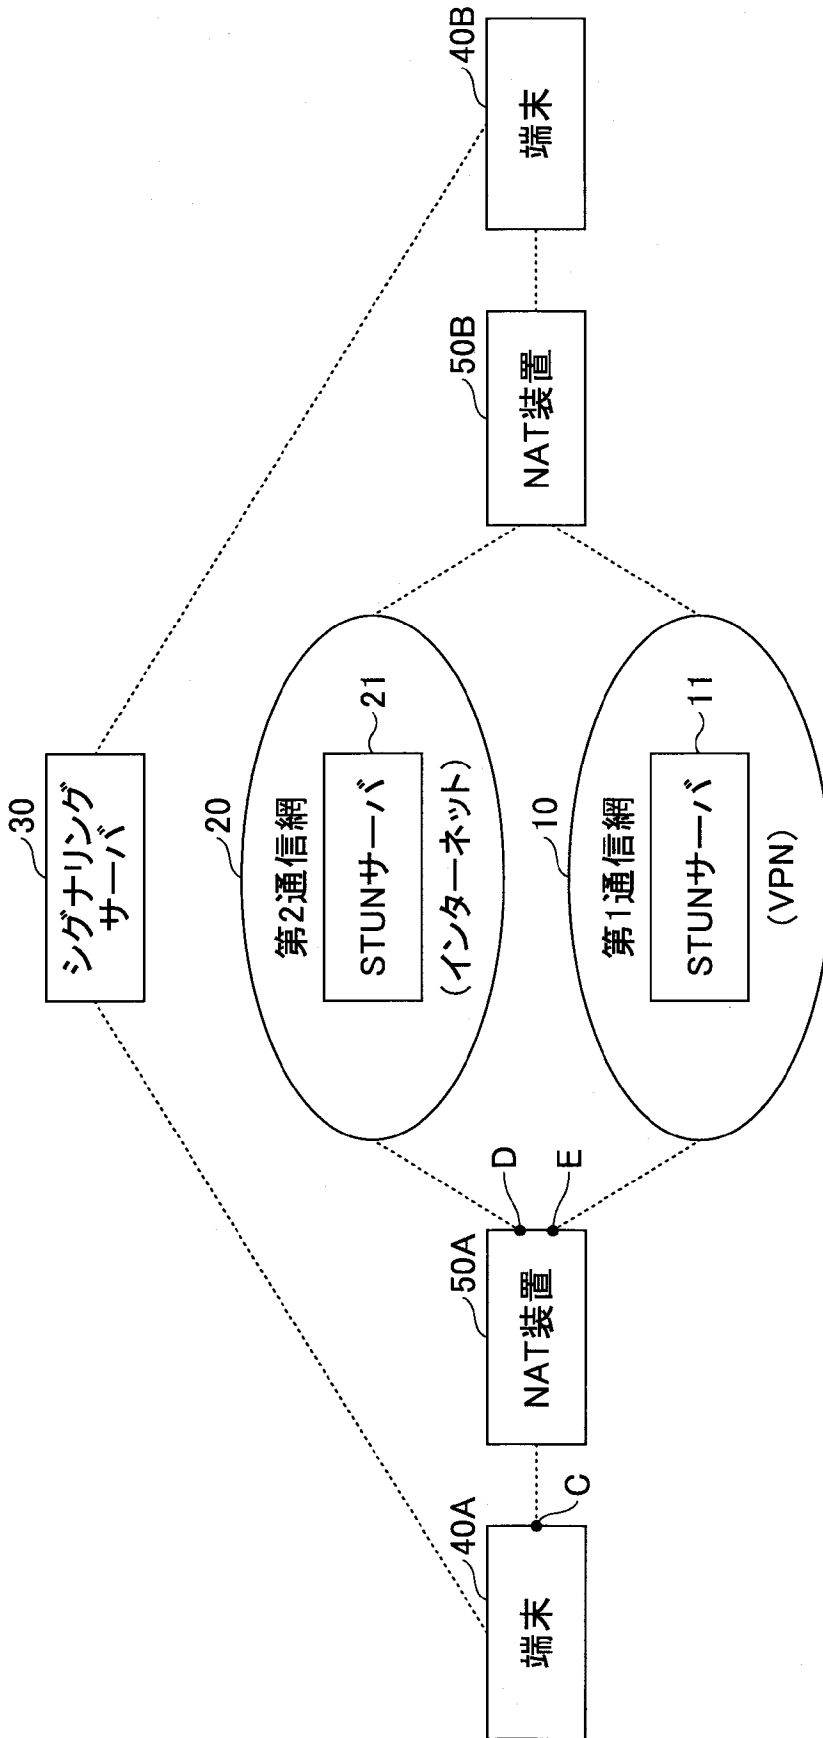 30
シグナリング
サーバ
20
第2通信網
STUNサーバ
21
(インターネット)
10
第1通信網
STUNサーバ
11
(VPN)
40A
端末
C
50A
NAT装置
D
E
50B
NAT装置
40B
端末